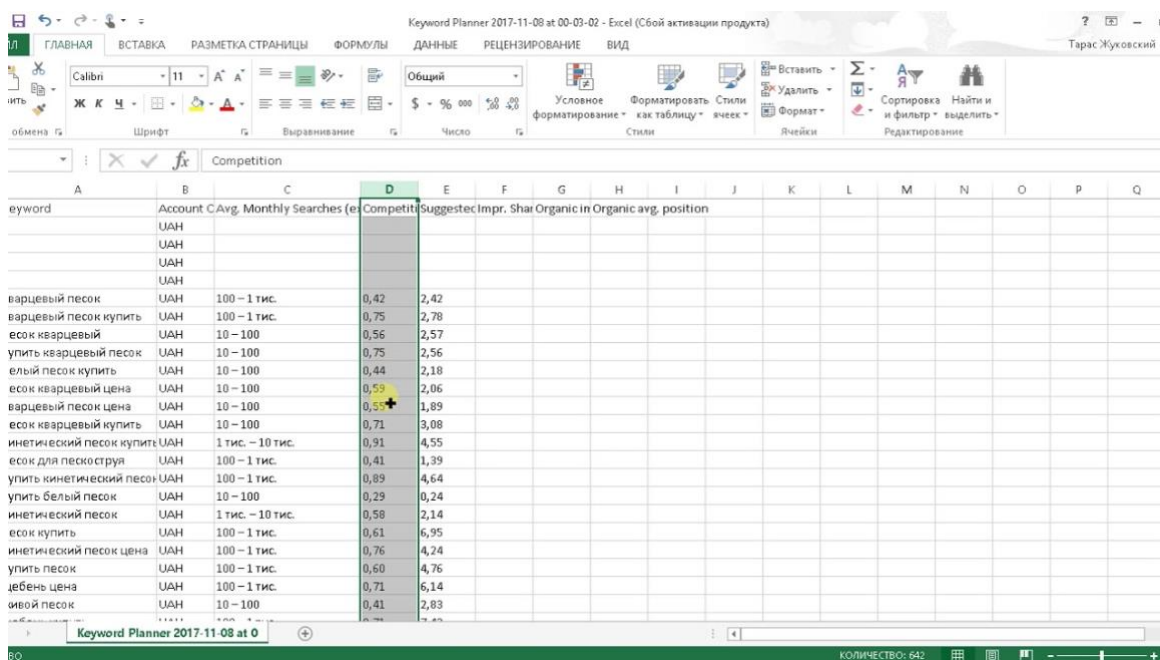 Keyword Planner 2017-11-08 at 00-03-02 - Excel (Сбой активации продукта)
ГЛАВНАЯ ВСТАВКА РАЗМЕТКА СТРАНИЦЫ ФОРМУЛЫ ДАННЫЕ РЕЦЕНЗИРОВАНИЕ ВИД Тарас Жуковский
Calibri 11 Общий
Ж К Ч
Условное форматирование
Форматировать как таблицу
Стили ячеек
Вставить
Удалить
Формат
Сортировка и фильтр
Найти и выделить
обмена Шрифт Выравнивание Число Стили Ячейки Редактирование
fx Competition
A B C D E F G H I J K L M N O P Q
eyword Account C Avg. Monthly Searches (e Competiti Suggestec Impr. Shar Organic in Organic avg. position
UAH
UAH
UAH
UAH
варцевый песок UAH 100 – 1 тис. 0,42 2,42
варцевый песок купить UAH 100 – 1 тис. 0,75 2,78
есок кварцевый UAH 10 – 100 0,56 2,57
упить кварцевый песок UAH 10 – 100 0,75 2,56
елый песок купить UAH 10 – 100 0,44 2,18
есок кварцевый цена UAH 10 – 100 0,59 2,06
варцевый песок цена UAH 10 – 100 0,55 1,89
есок кварцевый купить UAH 10 – 100 0,71 3,08
инетический песок купить UAH 1 тис. – 10 тис. 0,91 4,55
есок для пескоструя UAH 100 – 1 тис. 0,41 1,39
упить кинетический песок UAH 100 – 1 тис. 0,89 4,64
упить белый песок UAH 10 – 100 0,29 0,24
инетический песок UAH 1 тис. – 10 тис. 0,58 2,14
есок купить UAH 100 – 1 тис. 0,61 6,95
инетический песок цена UAH 100 – 1 тис. 0,76 4,24
упить песок UAH 100 – 1 тис. 0,60 4,76
щебень цена UAH 100 – 1 тис. 0,71 6,14
живой песок UAH 10 – 100 0,41 2,83
Keyword Planner 2017-11-08 at 0
КОЛИЧЕСТВО: 642